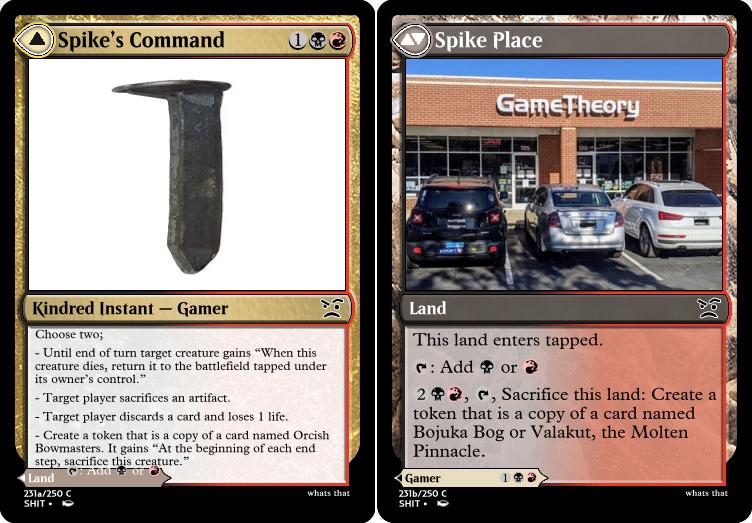 Spike's Command 1
Choose two;
Kindred Instant — Gamer
- Until end of turn target creature gains "When this
creature dies, return it to the battlefield tapped under
its owner's control."
- Target player sacrifices an artifact.
- Target player discards a card and loses 1 life.
- Create a token that is a copy of a card named Orcish
Bowmasters. It gains "At the beginning of each end
step, sacrifice this creature."
Land : Add or
231a/250 C
SHIT •
whats that
Spike Place
GameTheory
125
123
Land
This land enters tapped.
: Add or
2 , , Sacrifice this land: Create a
token that is a copy of a card named
Bojuka Bog or Valakut, the Molten
Pinnacle.
Gamer 1
231b/250 C
SHIT •
whats that